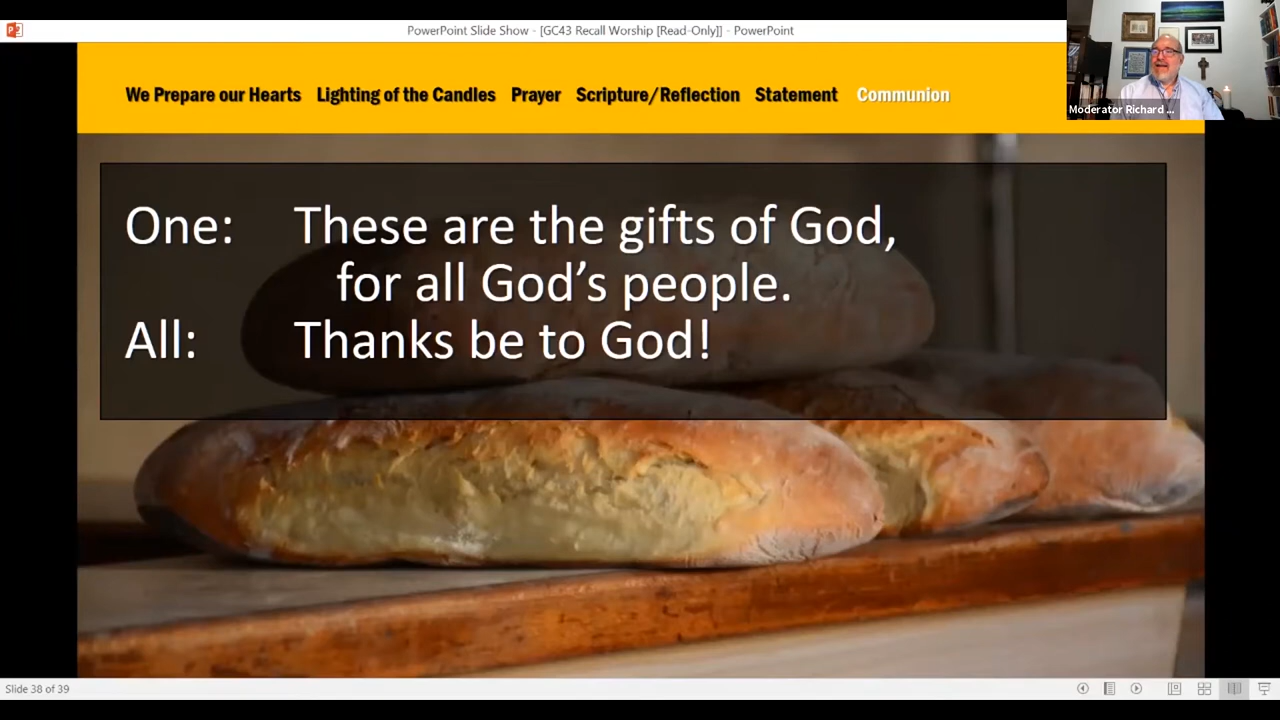 PowerPoint Slide Show - [GC43 Recall Worship [Read-Only]] - PowerPoint
We Prepare our Hearts Lighting of the Candles Prayer Scripture/Reflection Statement Communion
Moderator Richard ...
One: These are the gifts of God,
for all God’s people.
All: Thanks be to God!
Slide 38 of 39